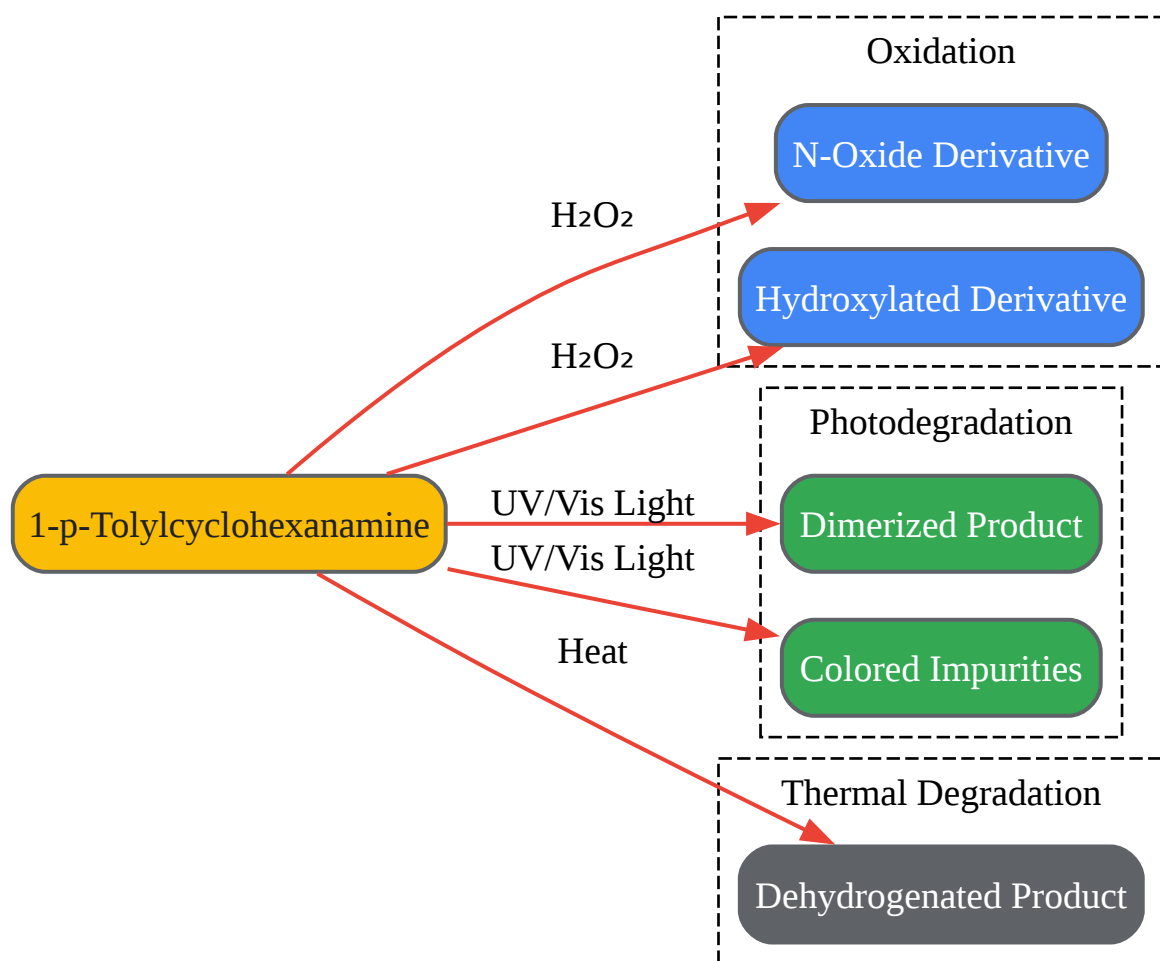 Oxidation
N-Oxide Derivative
H₂O₂
Hydroxylated Derivative
H₂O₂
Photodegradation
1-p-Tolylcyclohexanamine
UV/Vis Light
Dimerized Product
UV/Vis Light
Colored Impurities
Heat
Thermal Degradation
Dehydrogenated Product